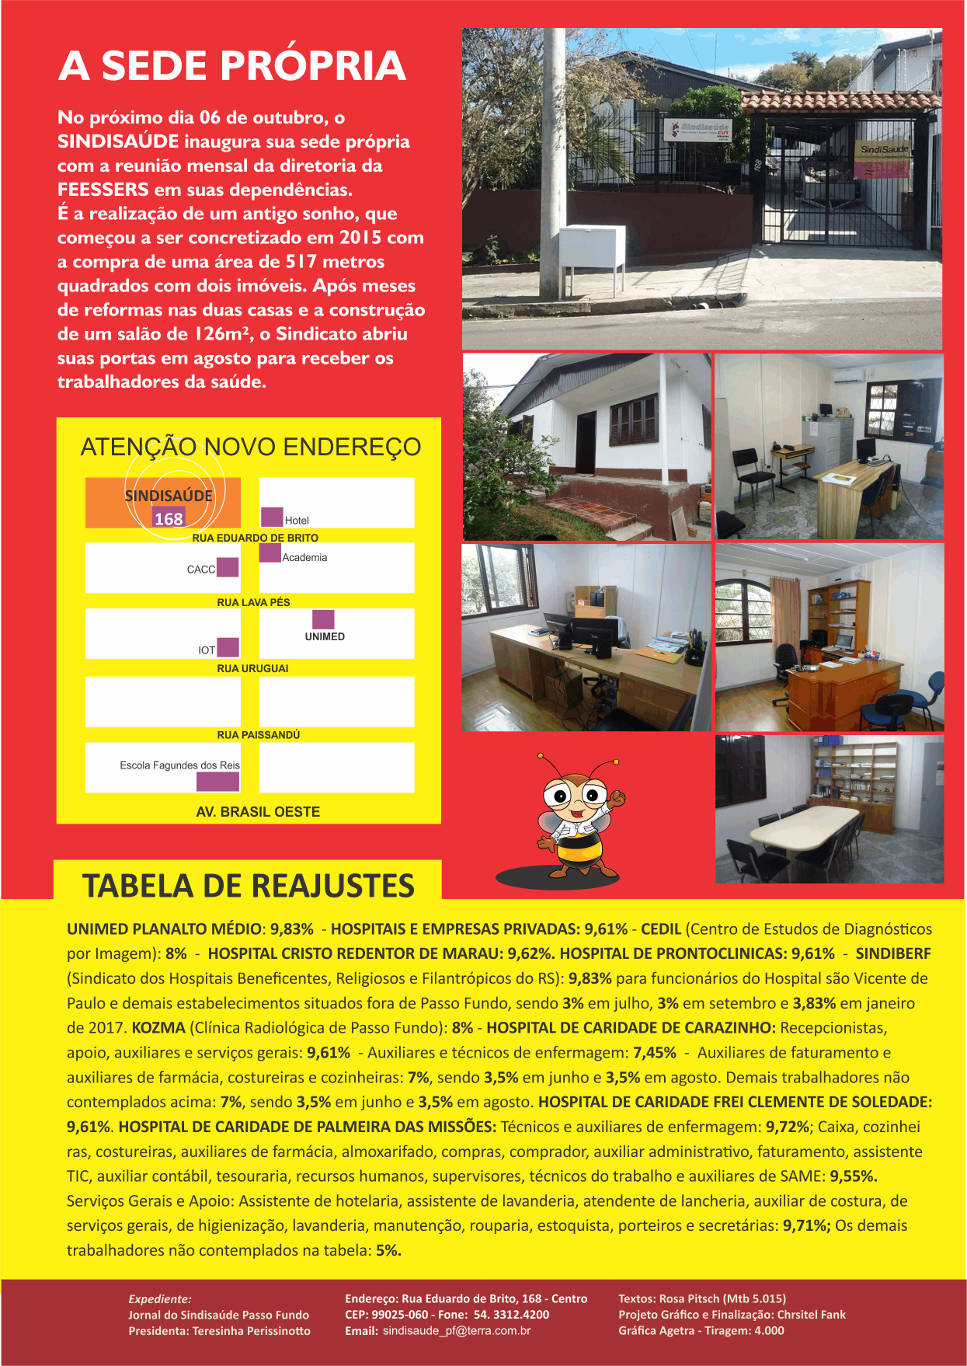 A SEDE PRÓPRIA
No próximo dia 06 de outubro, o
SINDISAÚDE inaugura sua sede própria
com a reunião mensal da diretoria da
FEESSERS em suas dependências.
É a realização de um antigo sonho, que
começou a ser concretizado em 2015 com
a compra de uma área de 517 metros
quadrados com dois imóveis. Após meses
de reformas nas duas casas e a construção
de um salão de 126m², o Sindicato abriu
suas portas em agosto para receber os
trabalhadores da saúde.
Sindisaúde
CUT
SindiSaude
ATENÇÃO NOVO ENDEREÇO
SINDISAÚDE
168
Hotel
RUA EDUARDO DE BRITO
Academia
CACC
RUA LAVA PÉS
UNIMED
IOT
RUA URUGUAI
RUA PAISSANDÚ
Escola Fagundes dos Reis
AV. BRASIL OESTE
TABELA DE REAJUSTES
UNIMED PLANALTO MÉDIO: 9,83% - HOSPITAIS E EMPRESAS PRIVADAS: 9,61% - CEDIL (Centro de Estudos de Diagnósticos
por Imagem): 8% - HOSPITAL CRISTO REDENTOR DE MARAU: 9,62%. HOSPITAL DE PRONTOCLINICAS: 9,61% - SINDIBERF
(Sindicato dos Hospitais Beneficentes, Religiosos e Filantrópicos do RS): 9,83% para funcionários do Hospital são Vicente de
Paulo e demais estabelecimentos situados fora de Passo Fundo, sendo 3% em julho, 3% em setembro e 3,83% em janeiro
de 2017. KOZMA (Clínica Radiológica de Passo Fundo): 8% - HOSPITAL DE CARIDADE DE CARAZINHO: Recepcionistas,
apoio, auxiliares e serviços gerais: 9,61% - Auxiliares e técnicos de enfermagem: 7,45% - Auxiliares de faturamento e
auxiliares de farmácia, costureiras e cozinheiras: 7%, sendo 3,5% em junho e 3,5% em agosto. Demais trabalhadores não
contemplados acima: 7%, sendo 3,5% em junho e 3,5% em agosto. HOSPITAL DE CARIDADE FREI CLEMENTE DE SOLEDADE:
9,61%. HOSPITAL DE CARIDADE DE PALMEIRA DAS MISSÕES: Técnicos e auxiliares de enfermagem: 9,72%; Caixa, cozinhei
ras, costureiras, auxiliares de farmácia, almoxarifado, compras, comprador, auxiliar administrativo, faturamento, assistente
TIC, auxiliar contábil, tesouraria, recursos humanos, supervisores, técnicos do trabalho e auxiliares de SAME: 9,55%.
Serviços Gerais e Apoio: Assistente de hotelaria, assistente de lavanderia, atendente de lancheria, auxiliar de costura, de
serviços gerais, de higienização, lavanderia, manutenção, rouparia, estoquista, porteiros e secretárias: 9,71%; Os demais
trabalhadores não contemplados na tabela: 5%.
Expediente:
Jornal do Sindisaúde Passo Fundo
Presidenta: Teresinha Perissinotto
Endereço: Rua Eduardo de Brito, 168 - Centro
CEP: 99025-060 - Fone: 54. 3312.4200
Email: sindisaude_pf@terra.com.br
Textos: Rosa Pitsch (Mtb 5.015)
Projeto Gráfico e Finalização: Chrsitel Fank
Gráfica Agetra - Tiragem: 4.000